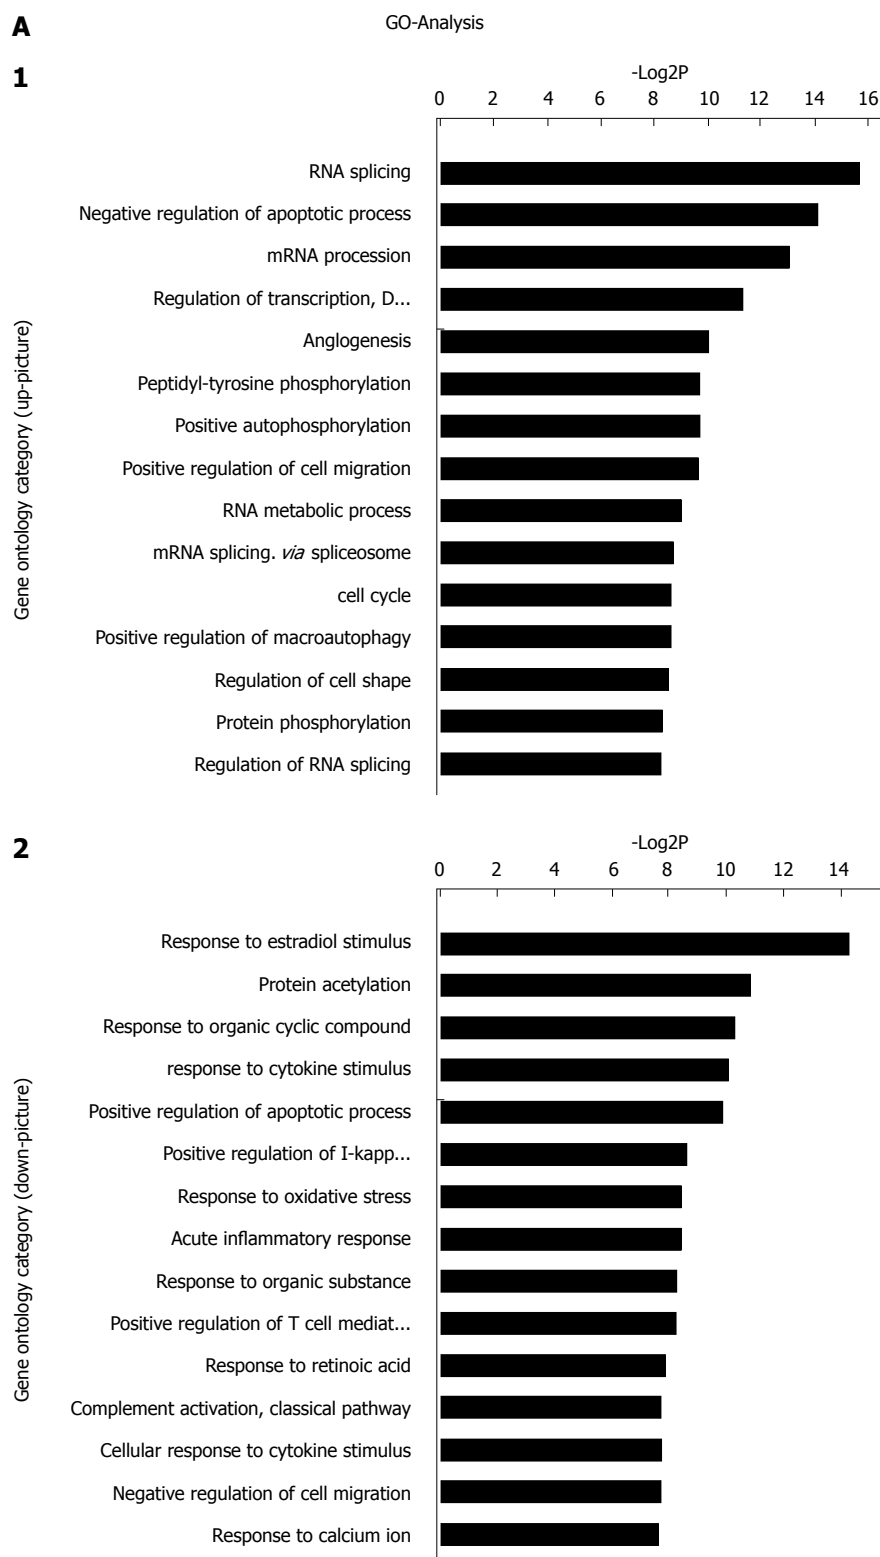 A
GO-Analysis
1
-Log2P
0 2 4 6 8 10 12 14 16
Gene ontology category (up-picture)
RNA splicing
Negative regulation of apoptotic process
mRNA procession
Regulation of transcription, D...
Anglogenesis
Peptidyl-tyrosine phosphorylation
Positive autophosphorylation
Positive regulation of cell migration
RNA metabolic process
mRNA splicing. via spliceosome
cell cycle
Positive regulation of macroautophagy
Regulation of cell shape
Protein phosphorylation
Regulation of RNA splicing
2
-Log2P
0 2 4 6 8 10 12 14
Gene ontology category (down-picture)
Response to estradiol stimulus
Protein acetylation
Response to organic cyclic compound
response to cytokine stimulus
Positive regulation of apoptotic process
Positive regulation of I-kapp...
Response to oxidative stress
Acute inflammatory response
Response to organic substance
Positive regulation of T cell mediat...
Response to retinoic acid
Complement activation, classical pathway
Cellular response to cytokine stimulus
Negative regulation of cell migration
Response to calcium ion